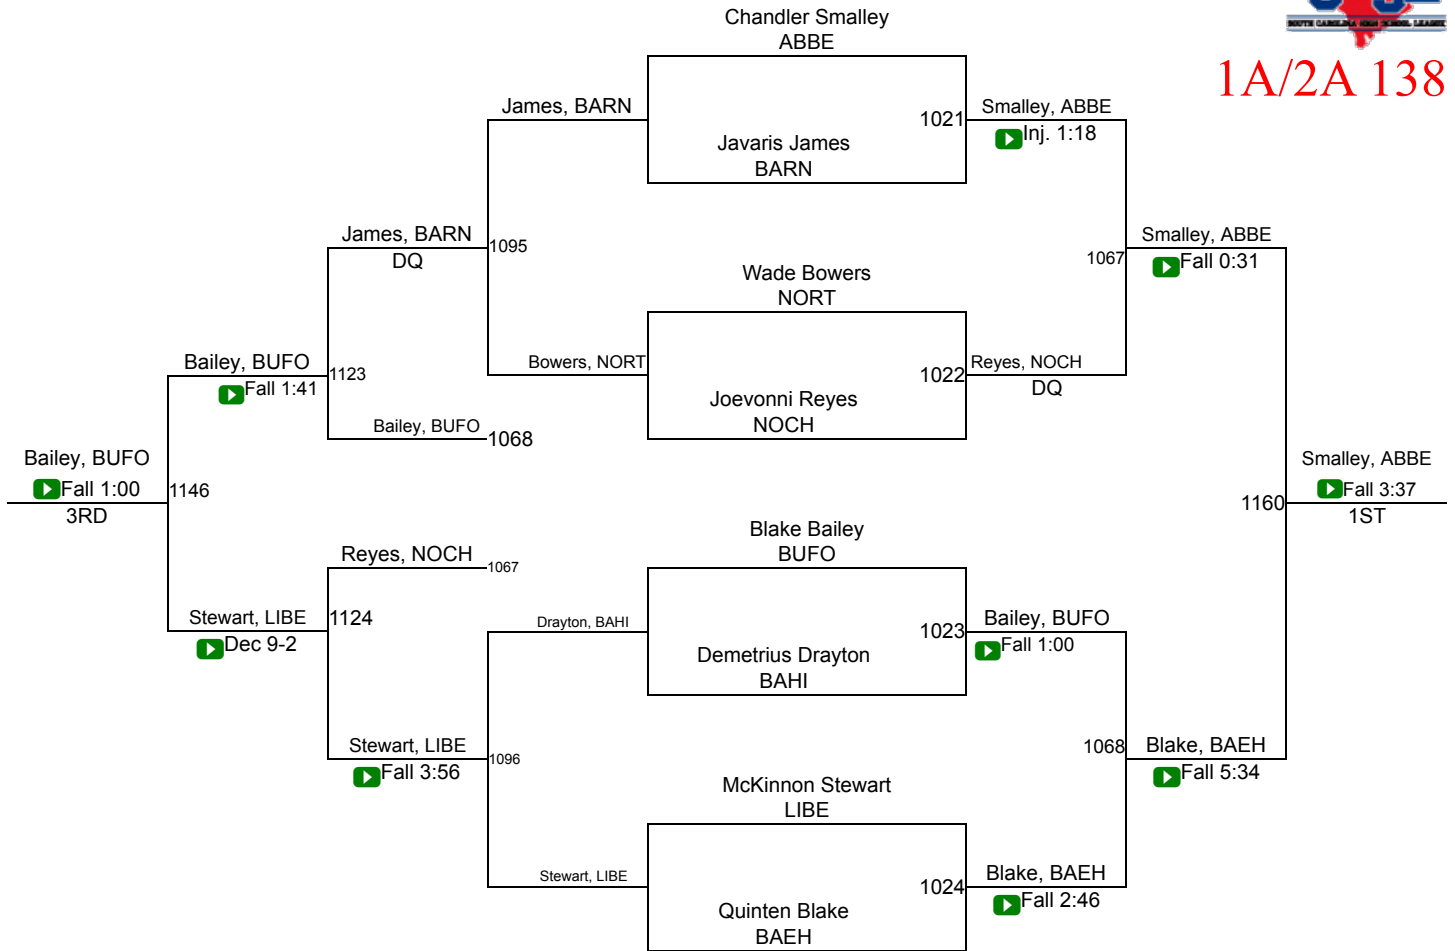 SOUTH CAROLINA HIGH SCHOOL LEAGUE
1A/2A 138
Chandler Smalley
ABBE
James, BARN
1021
Smalley, ABBE
Inj. 1:18
Javaris James
BARN
James, BARN
DQ
1095
Smalley, ABBE
1067
Fall 0:31
Wade Bowers
NORT
Bailey, BUFO
Fall 1:41
1123
Bowers, NORT
1022
Reyes, NOCH
DQ
Joevonni Reyes
NOCH
Bailey, BUFO
1068
Bailey, BUFO
Fall 1:00
3RD
1146
Smalley, ABBE
Fall 3:37
1ST
1160
Blake Bailey
BUFO
Reyes, NOCH
1067
Stewart, LIBE
Dec 9-2
1124
Drayton, BAHI
1023
Bailey, BUFO
Fall 1:00
Demetrius Drayton
BAHI
Stewart, LIBE
Fall 3:56
1096
1068
Blake, BAEH
Fall 5:34
McKinnon Stewart
LIBE
Stewart, LIBE
1024
Blake, BAEH
Fall 2:46
Quinten Blake
BAEH